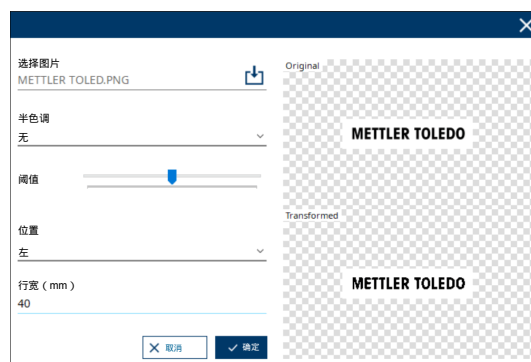 选择图片
METTLER TOLED.PNG
半色调
无
阈值
位置
左
行宽（mm）
40
取消
确定
Original
METTLER TOLEDO
Transformed
METTLER TOLEDO